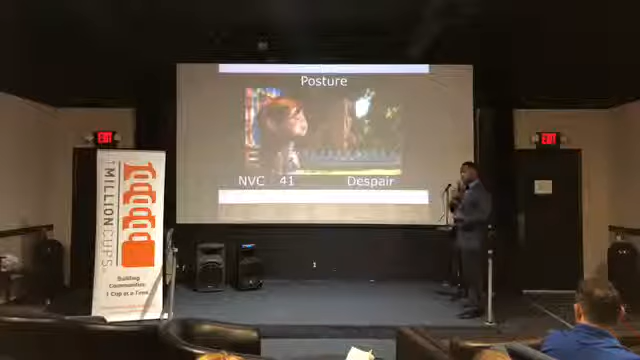 Posture
NVC 41 Despair
EXIT
EXIT
1 MILLION CUPS
Building
Communities,
1 Cup at a Time.